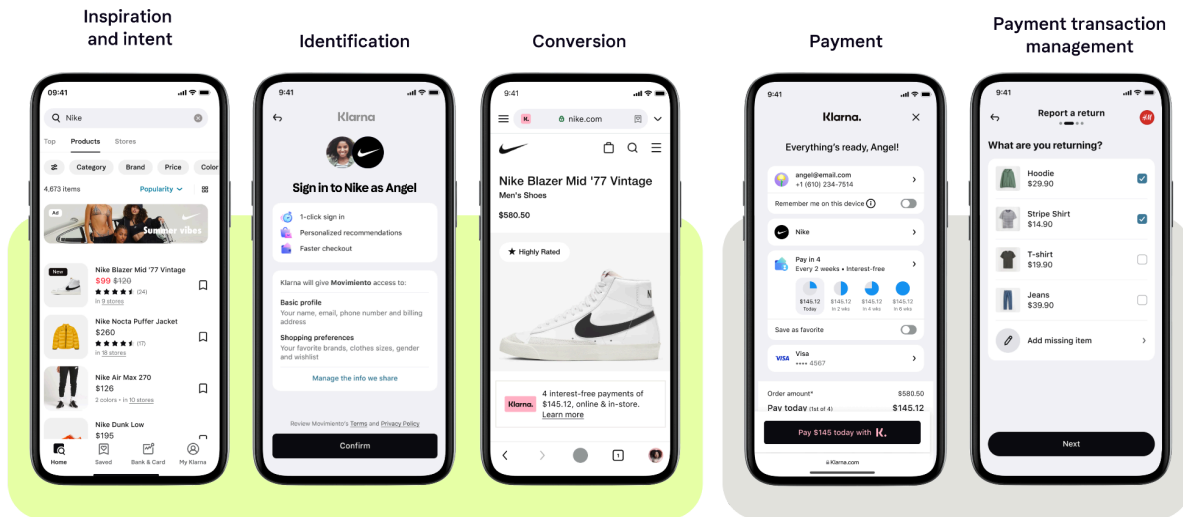 Inspiration
and intent
Identification
Conversion
Payment
Payment transaction
management
09:41
Nike
Top Products Stores
Category Brand Price Color
4,673 items Popularity
Ad
Summer vibes
New
Nike Blazer Mid '77 Vintage
$99 $120
(24)
in 9 stores
Nike Nocta Puffer Jacket
$260
(17)
in 18 stores
Nike Air Max 270
$126
2 colors • in 10 stores
Nike Dunk Low
$195
Home Saved Bank & Card My Klarna
9:41
Klarna
Sign in to Nike as Angel
1-click sign in
Personalized recommendations
Faster checkout
Klarna will give Movimiento access to:
Basic profile
Your name, email, phone number and billing
address
Shopping preferences
Your favorite brands, clothes sizes, gender
and wishlist
Manage the info we share
Review Movimiento's Terms and Privacy Policy
Confirm
9:41
K. nike.com
Nike Blazer Mid '77 Vintage
Men's Shoes
$580.50
★ Highly Rated
Klarna.
4 interest-free payments of
$145.12, online & in-store.
Learn more
1
9:41
Klarna.
Everything's ready, Angel!
angel@email.com
+1 (610) 234-7514
Remember me on this device
Nike
Pay in 4
Every 2 weeks • Interest-free
$145.12 $145.12 $145.12 $145.12
Today in 2 wks in 4 wks in 6 wks
Save as favorite
VISA
Visa
•••• 4567
Order amount* $580.50
Pay today (1st of 4) $145.12
Pay $145 today with K.
Klarna.com
9:41
Report a return
H&M
What are you returning?
Hoodie
$29.90
Stripe Shirt
$14.90
T-shirt
$19.90
Jeans
$39.90
Add missing item
Next